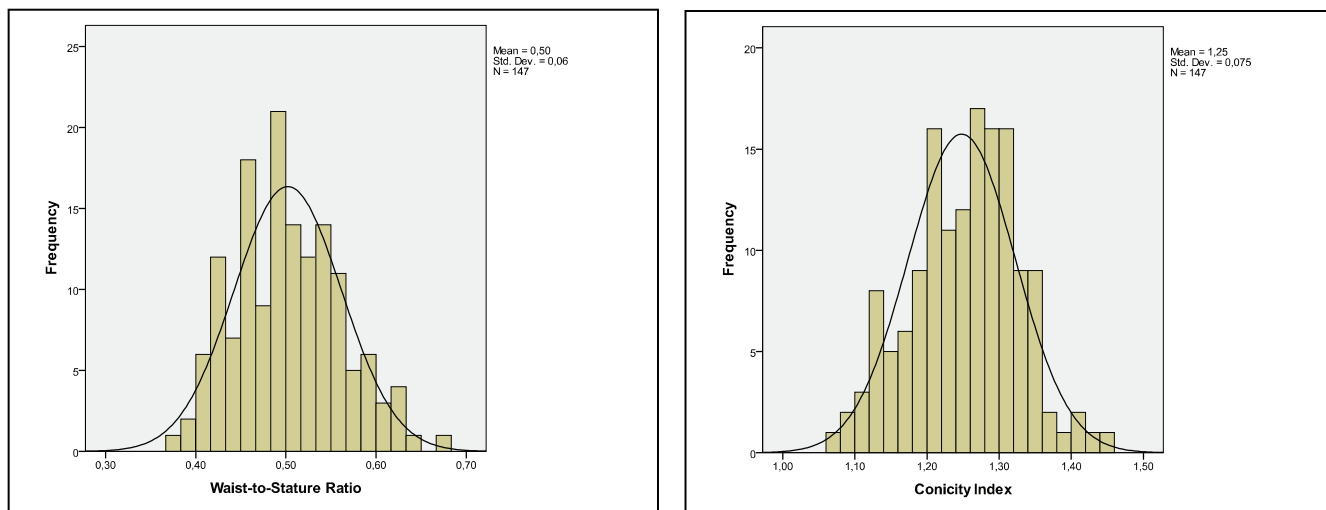 Mean = 0,50
Std. Dev. = 0,06
N = 147
Frequency
25
20
15
10
5
0
0,30 0,40 0,50 0,60 0,70
Waist-to-Stature Ratio
Mean = 1,25
Std. Dev. = 0,075
N = 147
Frequency
20
15
10
5
0
1,00 1,10 1,20 1,30 1,40 1,50
Conicity Index